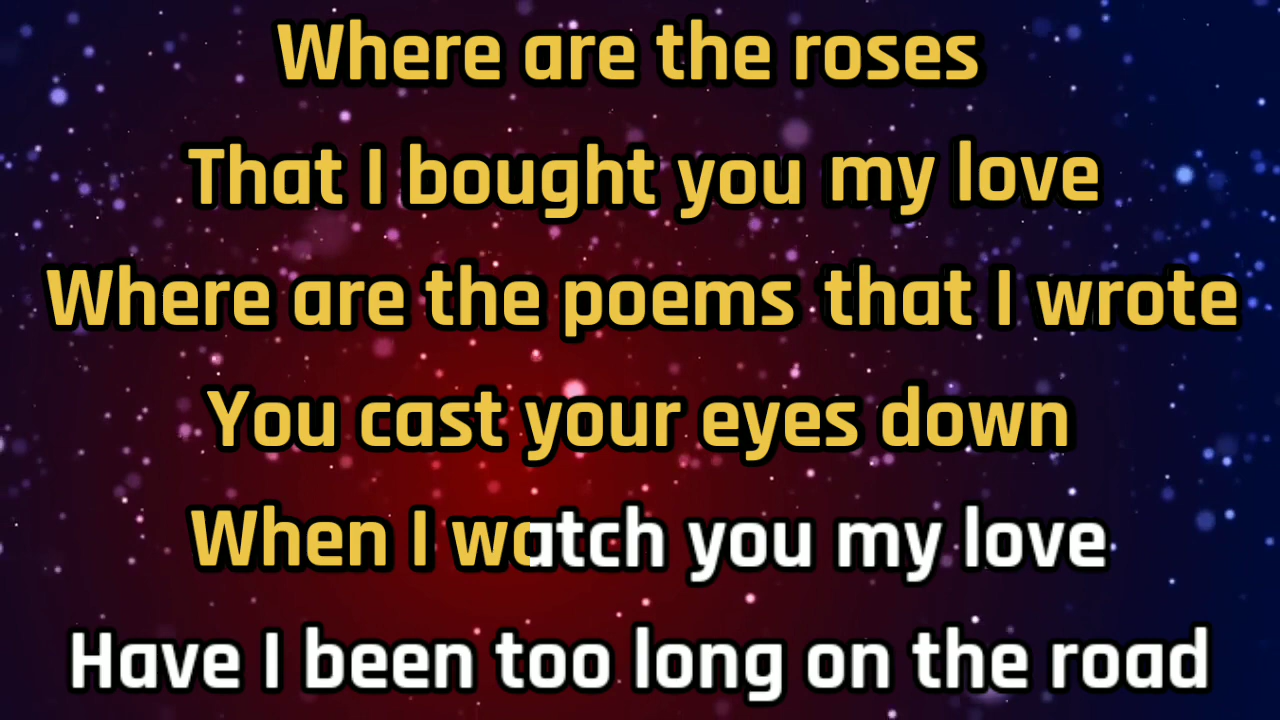 Where are the roses
That I bought you my love
Where are the poems that I wrote
You cast your eyes down
When I watch you my love
Have I been too long on the road